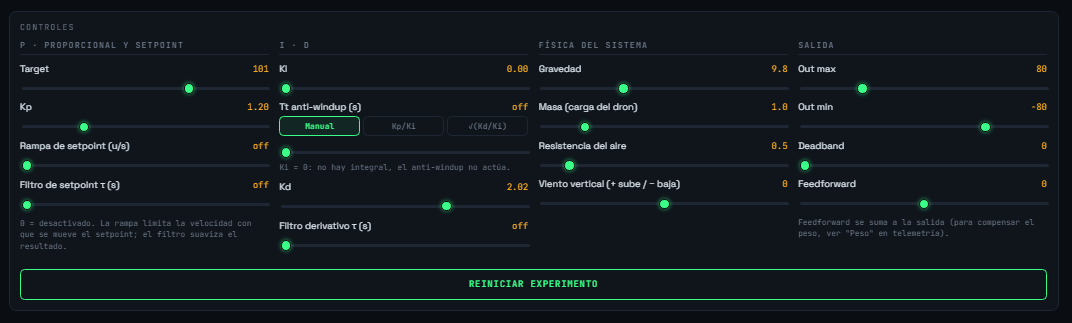 CONTROLES
P · PROPORCIONAL Y SETPOINT
Target 101
Kp 1.20
Rampa de setpoint (u/s) off
Filtro de setpoint τ (s) off
0 = desactivado. La rampa limita la velocidad con
que se mueve el setpoint; el filtro suaviza el
resultado.
I · D
Ki 0.00
Tt anti-windup (s) off
Manual Kp/Ki √(Kd/Ki)
Ki = 0: no hay integral, el anti-windup no actúa.
Kd 2.02
Filtro derivativo τ (s) off
FÍSICA DEL SISTEMA
Gravedad 9.8
Masa (carga del dron) 1.0
Resistencia del aire 0.5
Viento vertical (+ sube / − baja) 0
SALIDA
Out max 80
Out min -80
Deadband 0
Feedforward 0
Feedforward se suma a la salida (para compensar el
peso, ver "Peso" en telemetría).
REINICIAR EXPERIMENTO